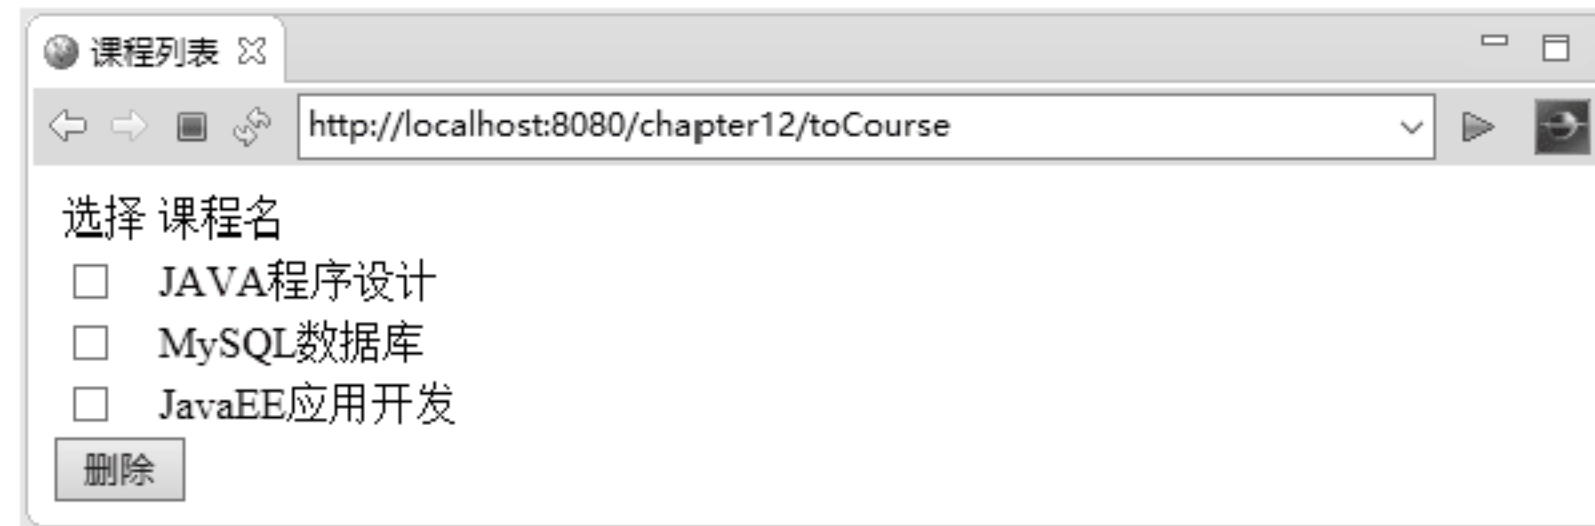 课程列表
http://localhost:8080/chapter12/toCourse
选择 课程名
JAVA程序设计
MySQL数据库
JavaEE应用开发
删除